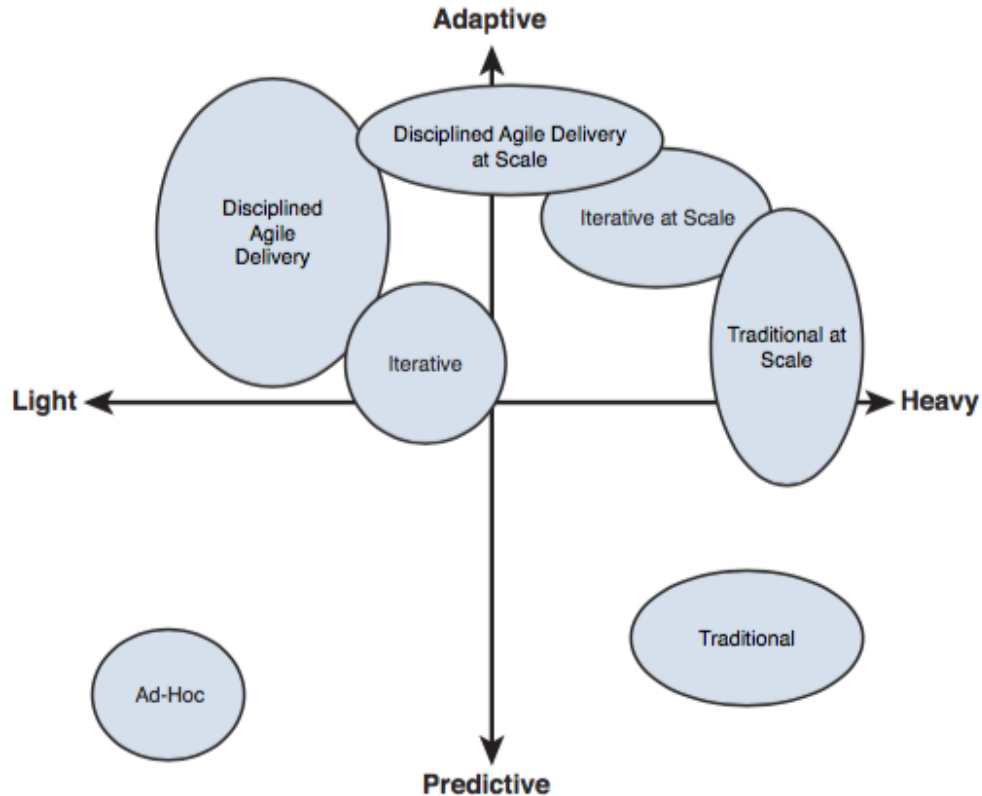 Adaptive
Disciplined Agile Delivery
at Scale
Disciplined
Agile
Delivery
Iterative at Scale
Traditional at
Scale
Iterative
Light
Heavy
Traditional
Ad-Hoc
Predictive